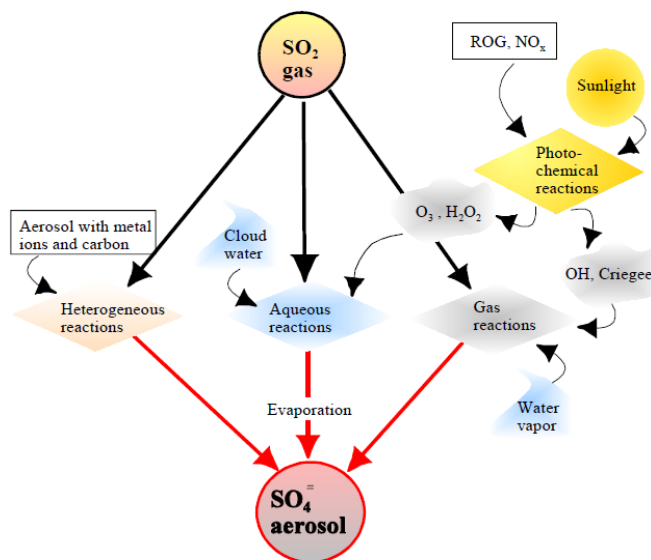 SO₂
gas
ROG, NOₓ
Sunlight
Photo-
chemical
reactions
O₃ , H₂O₂
Aerosol with metal
ions and carbon
Cloud
water
OH, Criegee
Heterogeneous
reactions
Aqueous
reactions
Gas
reactions
Evaporation
Water
vapor
SO₄⁼
aerosol